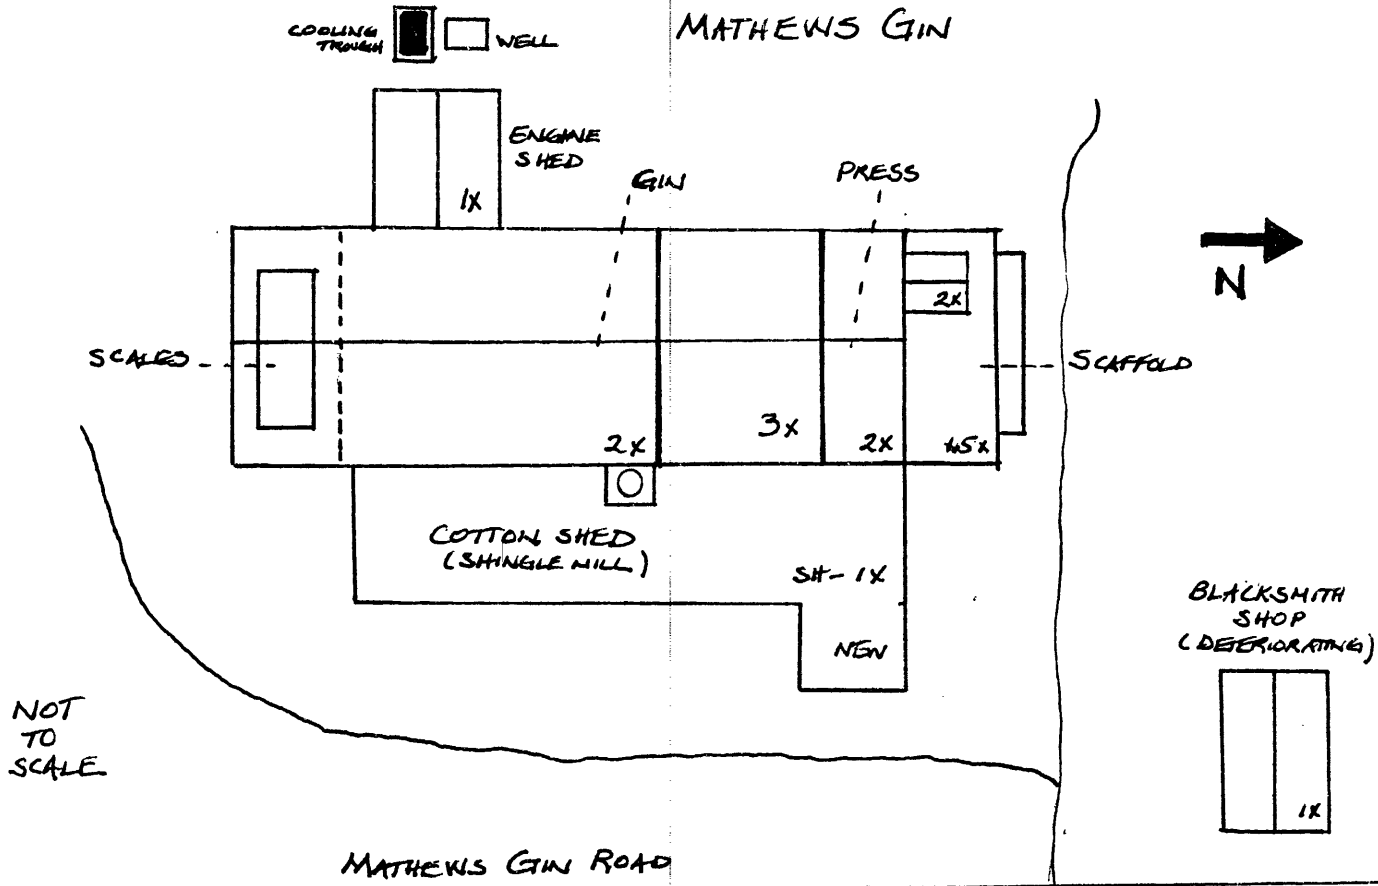 MATHEWS GIN
COOLING
TROUGH
WELL
ENGINE
SHED
1X
GIN
PRESS
N
2X
SCALES
SCAFFOLD
2X
3X
2X
COTTON SHED
(SHINGLE MILL)
SH-1X
NEW
BLACKSMITH
SHOP
(DETERIORATING)
1X
NOT
TO
SCALE
MATHEWS GIN ROAD